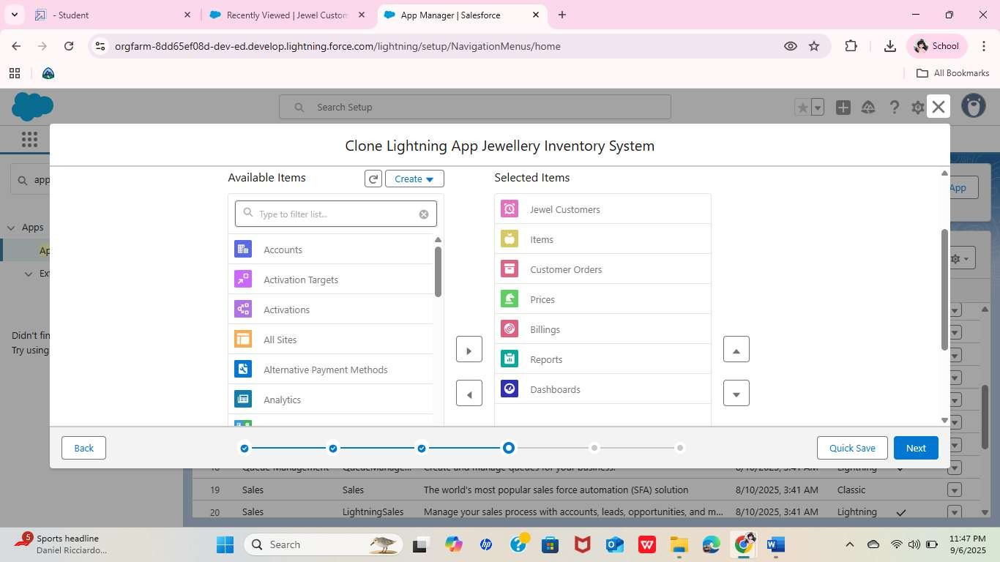 - Student
Recently Viewed | Jewel Custom
App Manager | Salesforce
orgfarm-8dd65ef08d-dev-ed.develop.lightning.force.com/lightning/setup/NavigationMenus/home
School
All Bookmarks
Search Setup
Clone Lightning App Jewellery Inventory System
app
App
Apps
Ap
Ex
Didn't fin
Try using
Available Items
Create
Selected Items
Type to filter list...
Accounts
Activation Targets
Activations
All Sites
Alternative Payment Methods
Analytics
Jewel Customers
Items
Customer Orders
Prices
Billings
Reports
Dashboards
Back
Quick Save
Next
18 Queue Management QueueManage... Create and manage queues for your business. 8/10/2025, 3:41 AM Lightning
19 Sales Sales The world's most popular sales force automation (SFA) solution 8/10/2025, 3:41 AM Classic
20 Sales LightningSales Manage your sales process with accounts, leads, opportunities, and m... 8/10/2025, 3:41 AM Lightning
5
Sports headline
Daniel Ricciardo...
Search
11:47 PM
9/6/2025